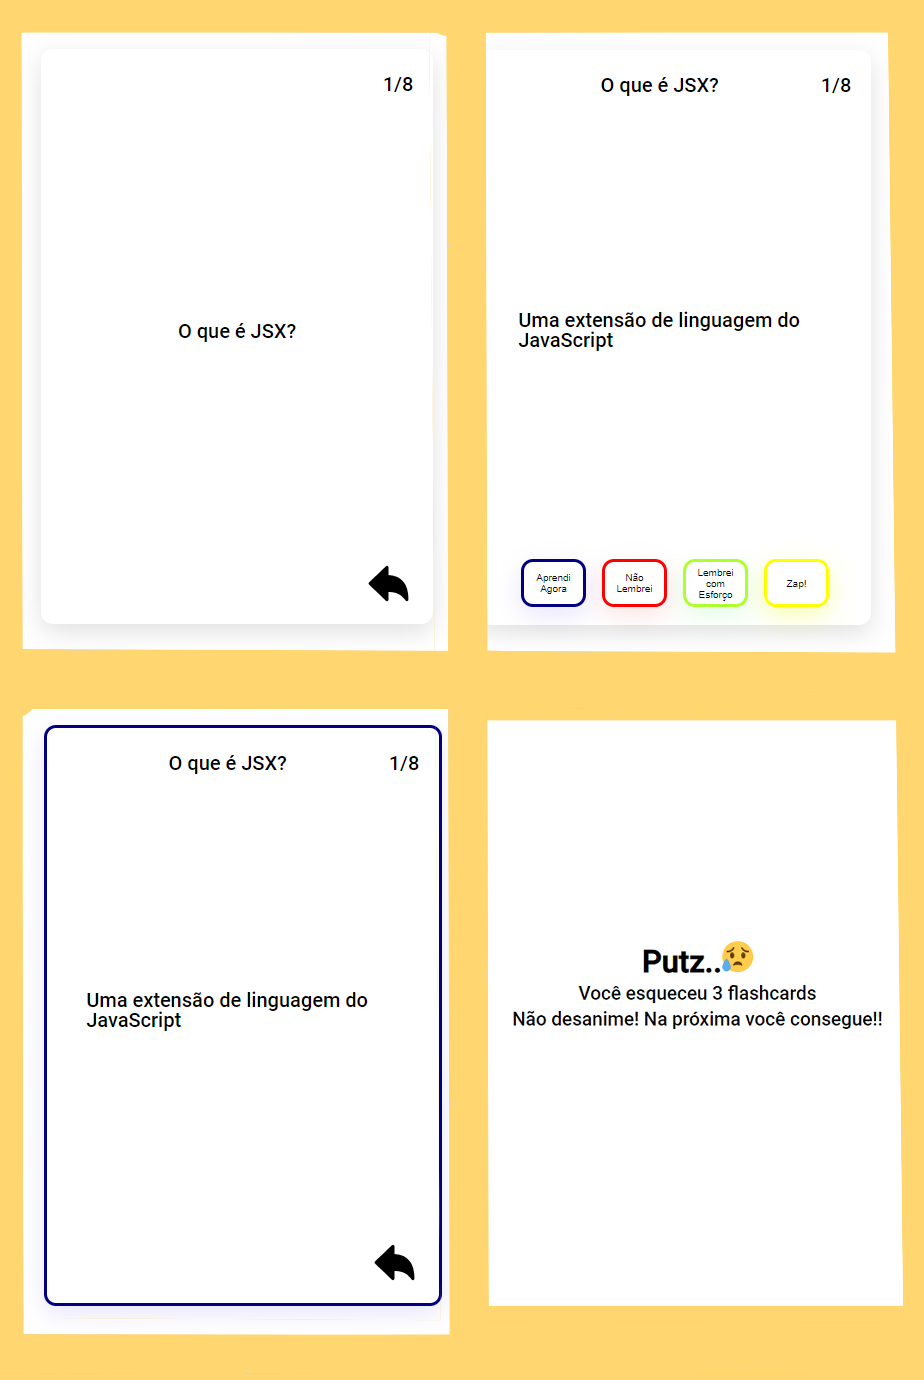 1/8
O que é JSX?
O que é JSX? 1/8
Uma extensão de linguagem do
JavaScript
Aprendi
Agora
Não
Lembrei
Lembrei
com
Esforço
Zap!
O que é JSX? 1/8
Uma extensão de linguagem do
JavaScript
Putz..😥
Você esqueceu 3 flashcards
Não desanime! Na próxima você consegue!!